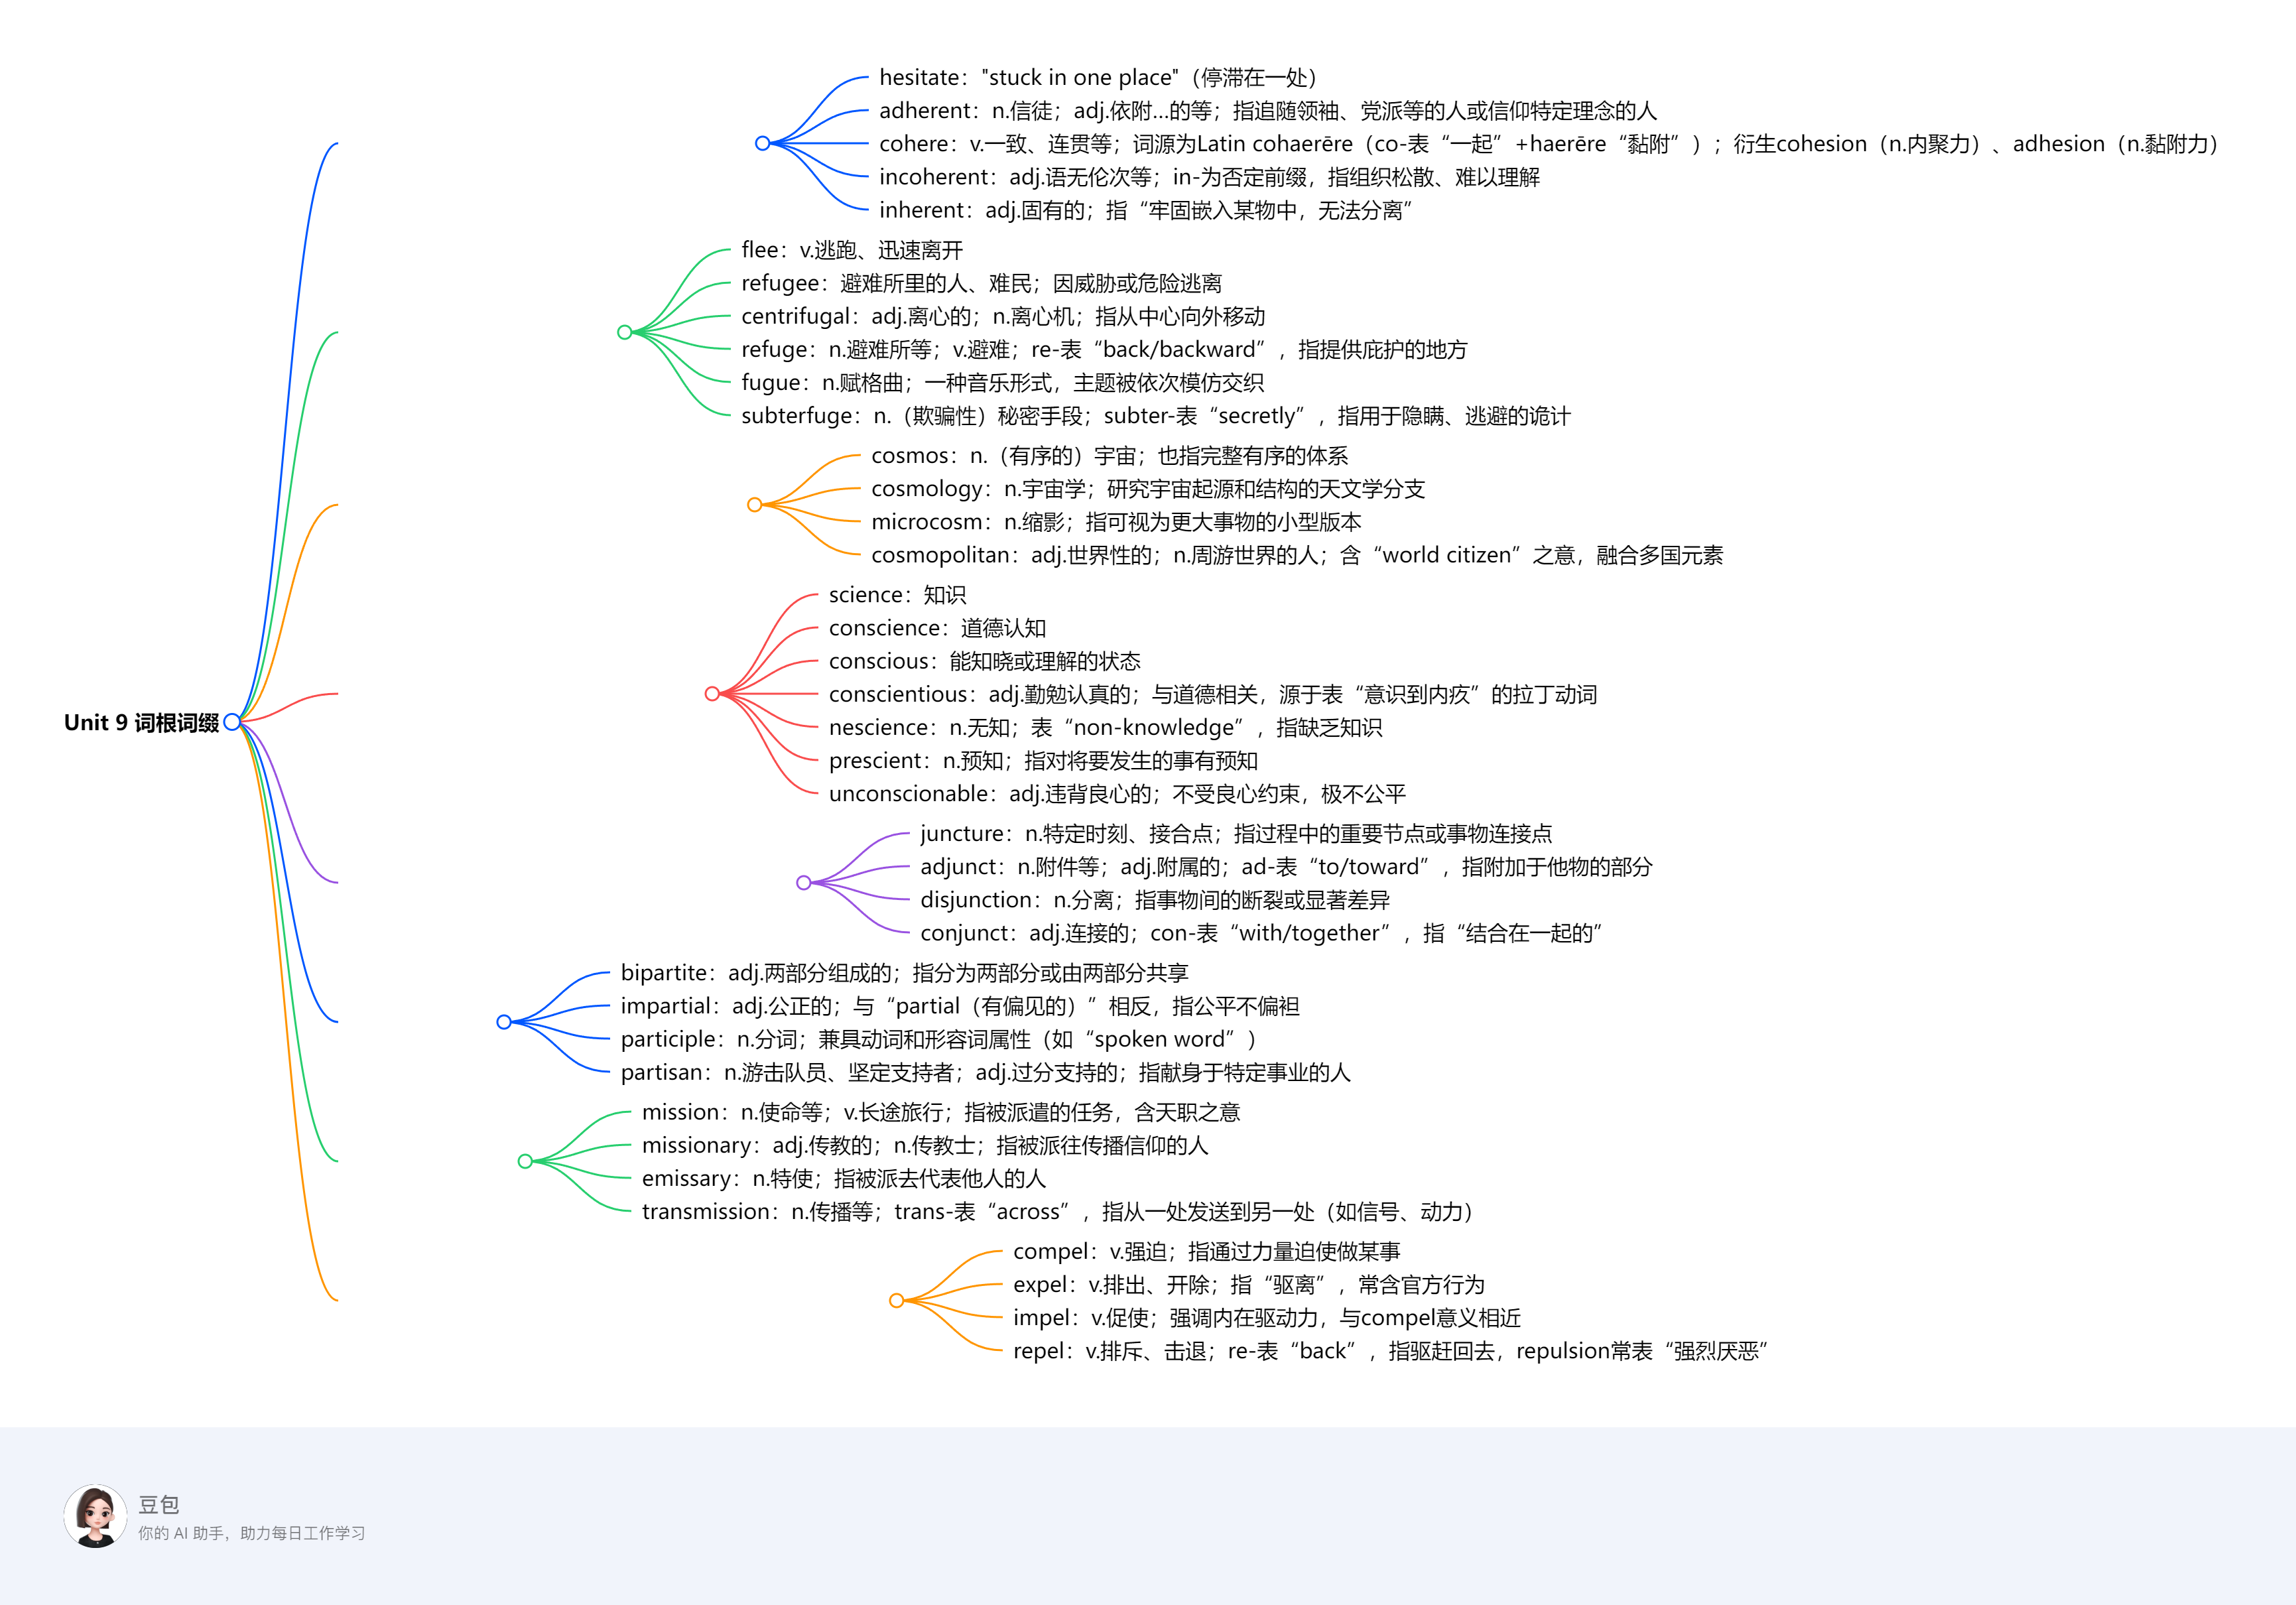 hesitate："stuck in one place"（停滞在一处）
adherent：n.信徒；adj.依附...的等；指追随领袖、党派等的人或信仰特定理念的人
cohere：v.一致、连贯等；词源为Latin cohaerēre（co-表“一起”+haerēre“黏附”）；衍生cohesion（n.内聚力）、adhesion（n.黏附力）
incoherent：adj.语无伦次等；in-为否定前缀，指组织松散、难以理解
inherent：adj.固有的；指“牢固嵌入某物中，无法分离”
flee：v.逃跑、迅速离开
refugee：避难所里的人、难民；因威胁或危险逃离
centrifugal：adj.离心的；n.离心机；指从中心向外移动
refuge：n.避难所等；v.避难；re-表“back/backward”，指提供庇护的地方
fugue：n.赋格曲；一种音乐形式，主题被依次模仿交织
subterfuge：n.（欺骗性）秘密手段；subter-表“secretly”，指用于隐瞒、逃避的诡计
cosmos：n.（有序的）宇宙；也指完整有序的体系
cosmology：n.宇宙学；研究宇宙起源和结构的天文学分支
microcosm：n.缩影；指可视为更大事物的小型版本
cosmopolitan：adj.世界性的；n.周游世界的人；含“world citizen”之意，融合多国元素
science：知识
conscience：道德认知
conscious：能知晓或理解的状态
conscientious：adj.勤勉认真的；与道德相关，源于表“意识到内疚”的拉丁动词
nescience：n.无知；表“non-knowledge”，指缺乏知识
prescient：n.预知；指对将要发生的事有预知
unconscionable：adj.违背良心的；不受良心约束，极不公平
Unit 9 词根词缀
juncture：n.特定时刻、接合点；指过程中的重要节点或事物连接点
adjunct：n.附件等；adj.附属的；ad-表“to/toward”，指附加于他物的部分
disjunction：n.分离；指事物间的断裂或显著差异
conjunct：adj.连接的；con-表“with/together”，指“结合在一起的”
bipartite：adj.两部分组成的；指分为两部分或由两部分共享
impartial：adj.公正的；与“partial（有偏见的）”相反，指公平不偏袒
participle：n.分词；兼具动词和形容词属性（如“spoken word”）
partisan：n.游击队员、坚定支持者；adj.过分支持的；指献身于特定事业的人
mission：n.使命等；v.长途旅行；指被派遣的任务，含天职之意
missionary：adj.传教的；n.传教士；指被派往传播信仰的人
emissary：n.特使；指被派去代表他人的人
transmission：n.传播等；trans-表“across”，指从一处发送到另一处（如信号、动力）
compel：v.强迫；指通过力量迫使做某事
expel：v.排出、开除；指“驱离”，常含官方行为
impel：v.促使；强调内在驱动力，与compel意义相近
repel：v.排斥、击退；re-表“back”，指驱赶回去，repulsion常表“强烈厌恶”
豆包
你的 AI 助手，助力每日工作学习